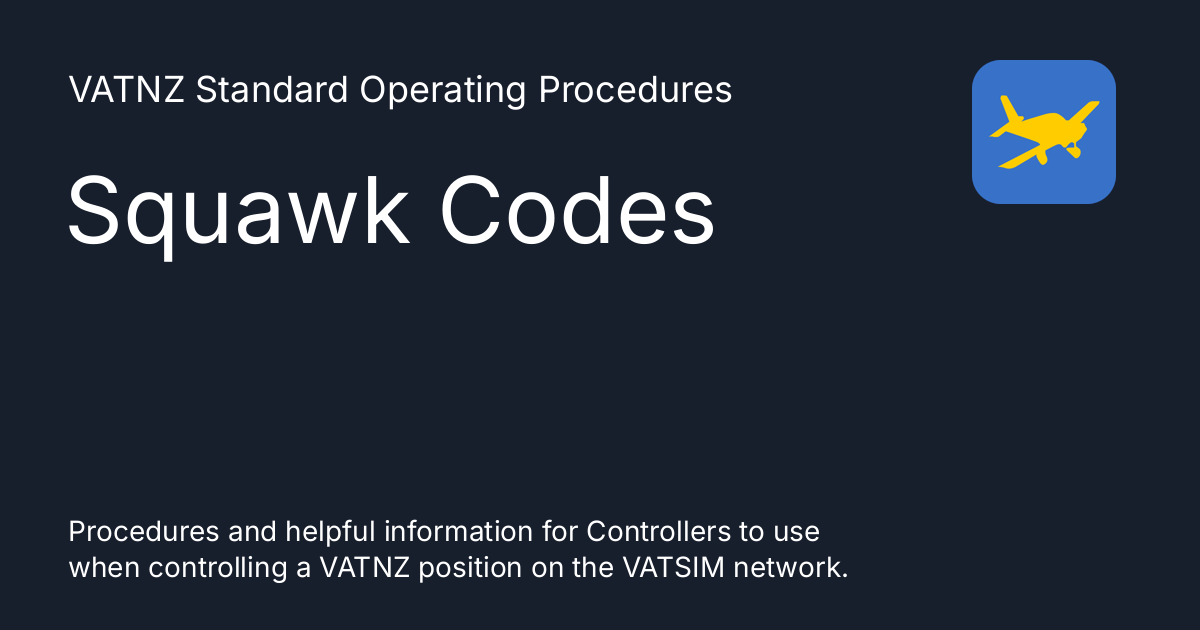 VATNZ Standard Operating Procedures
Squawk Codes
Procedures and helpful information for Controllers to use
when controlling a VATNZ position on the VATSIM network.